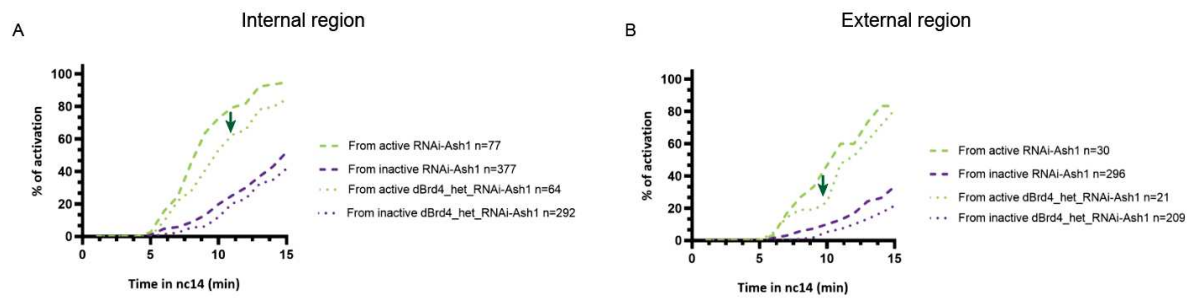 Internal region
A
% of activation
100
80
60
40
20
0
0
5
10
15
Time in nc14 (min)
From active RNAi-Ash1 n=77
From inactive RNAi-Ash1 n=377
From active dBrd4_het_RNAi-Ash1 n=64
From inactive dBrd4_het_RNAi-Ash1 n=292
External region
B
% of activation
100
80
60
40
20
0
0
5
10
15
Time in nc14 (min)
From active RNAi-Ash1 n=30
From inactive RNAi-Ash1 n=296
From active dBrd4_het_RNAi-Ash1 n=21
From inactive dBrd4_het_RNAi-Ash1 n=209